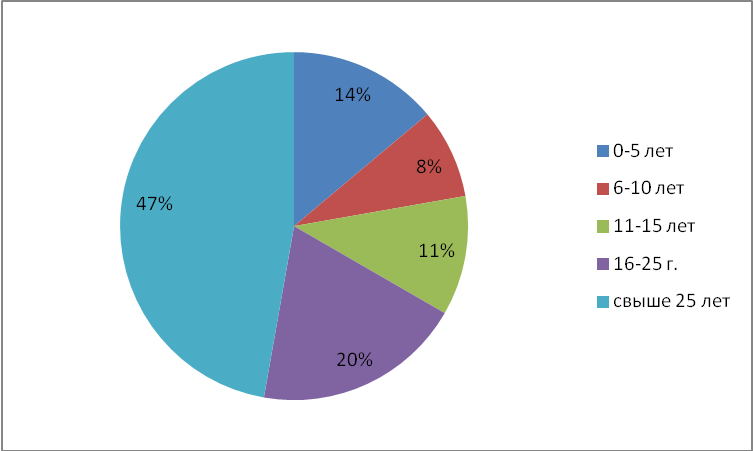 14%
8%
11%
20%
47%
0-5 лет
6-10 лет
11-15 лет
16-25 г.
свыше 25 лет